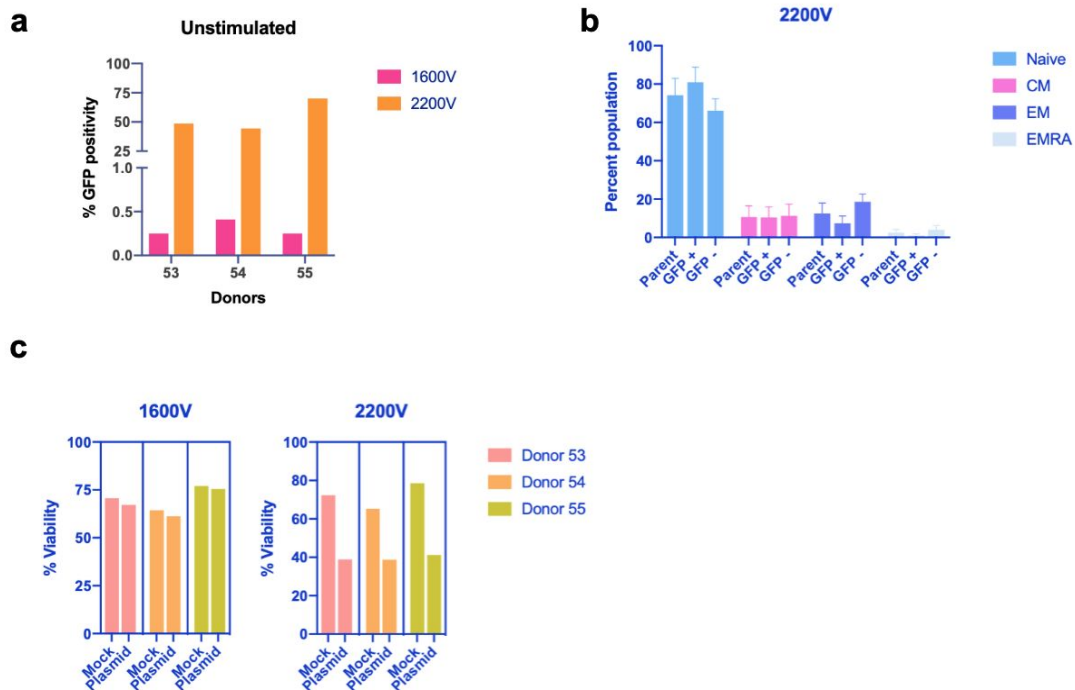 a
Unstimulated
% GFP positivity
100
75
50
25
1.0
0.5
0.0
53
54
55
Donors
1600V
2200V
b
2200V
Percent population
100
80
60
40
20
0
Parent
GFP +
GFP -
Parent
GFP +
GFP -
Parent
GFP +
GFP -
Parent
GFP +
GFP -
Naive
CM
EM
EMRA
c
1600V
% Viability
100
75
50
25
0
Mock
Plasmid
Mock
Plasmid
Mock
Plasmid
2200V
% Viability
100
80
60
40
20
0
Mock
Plasmid
Mock
Plasmid
Mock
Plasmid
Donor 53
Donor 54
Donor 55